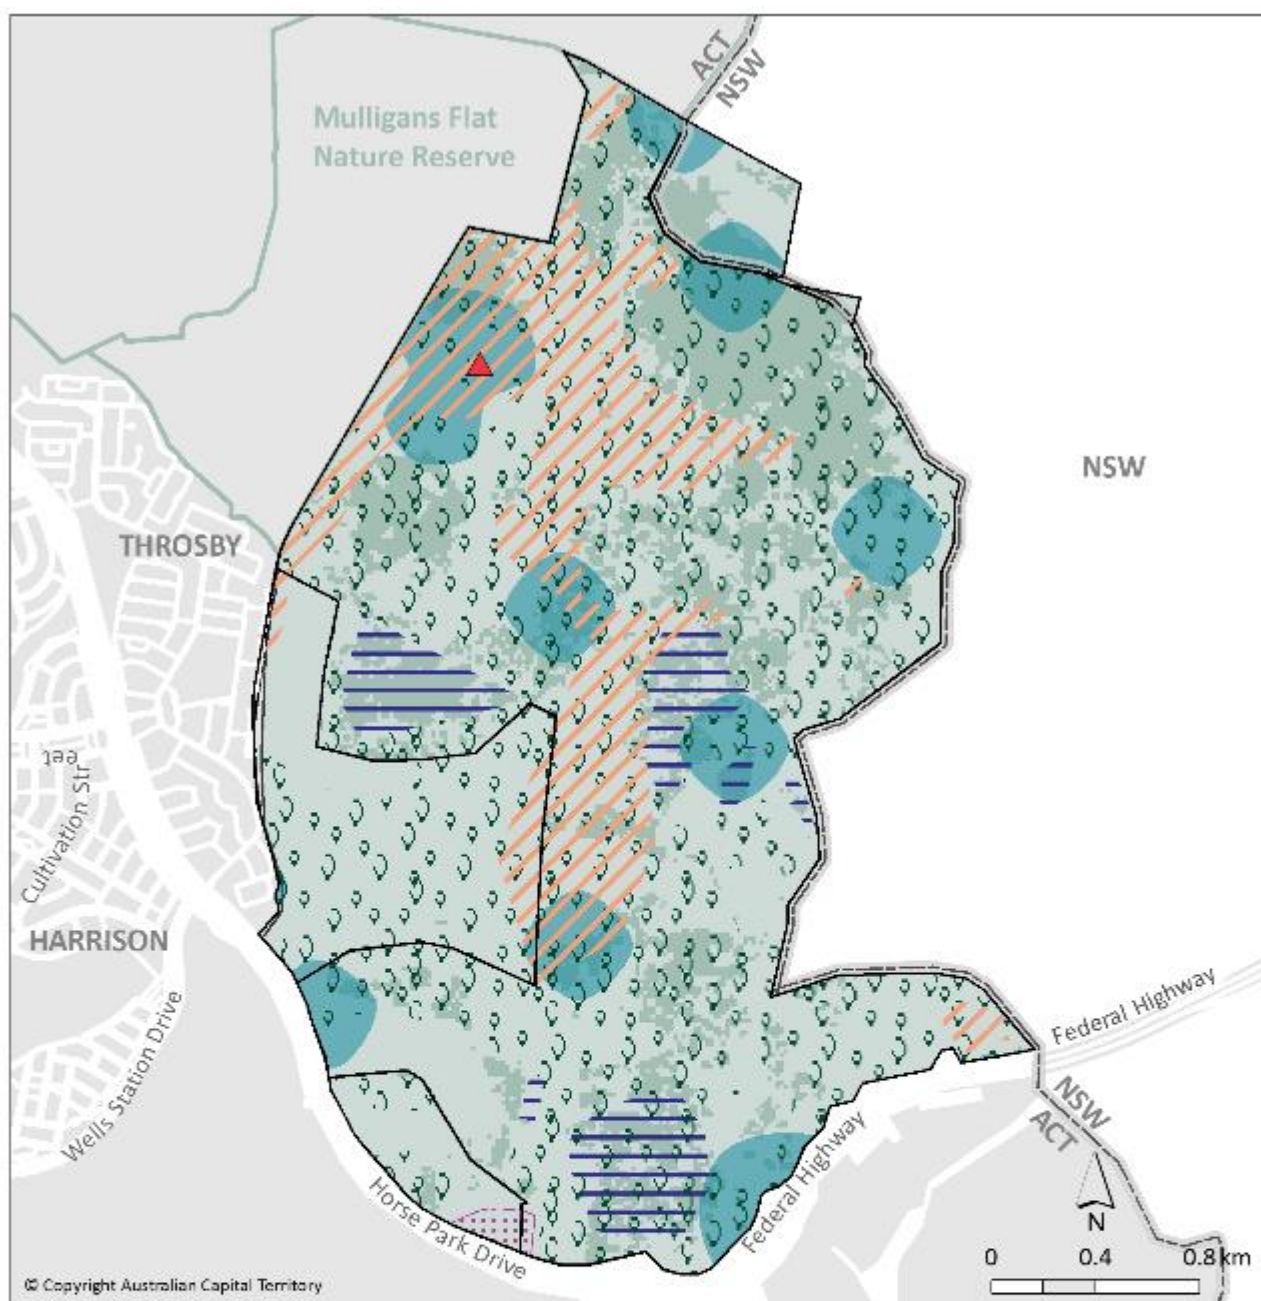 ACT
NSW
Mulligans Flat
Nature Reserve
NSW
THROSBY
Cultivation Str
eet
HARRISON
Wells Station Drive
Federal Highway
NSW
ACT
Federal Highway
Horse Park Drive
N
0 0.4 0.8 km
© Copyright Australian Capital Territory